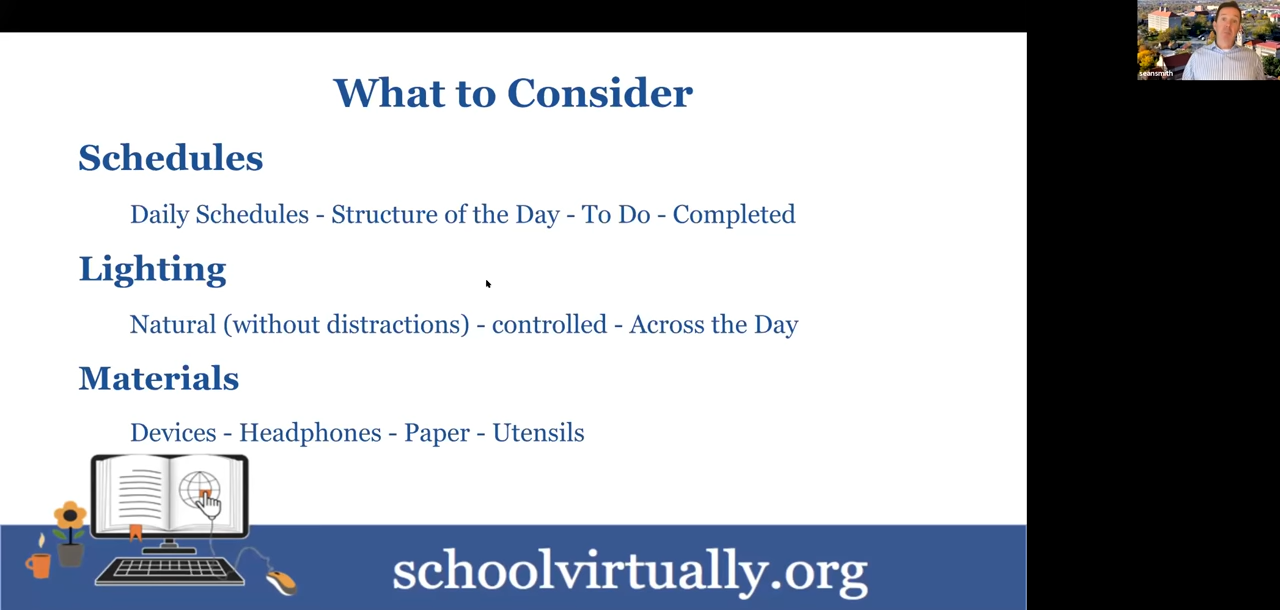 What to Consider
Schedules
Daily Schedules - Structure of the Day - To Do - Completed
Lighting
Natural (without distractions) - controlled - Across the Day
Materials
Devices - Headphones - Paper - Utensils
schoolvirtually.org
seansmith